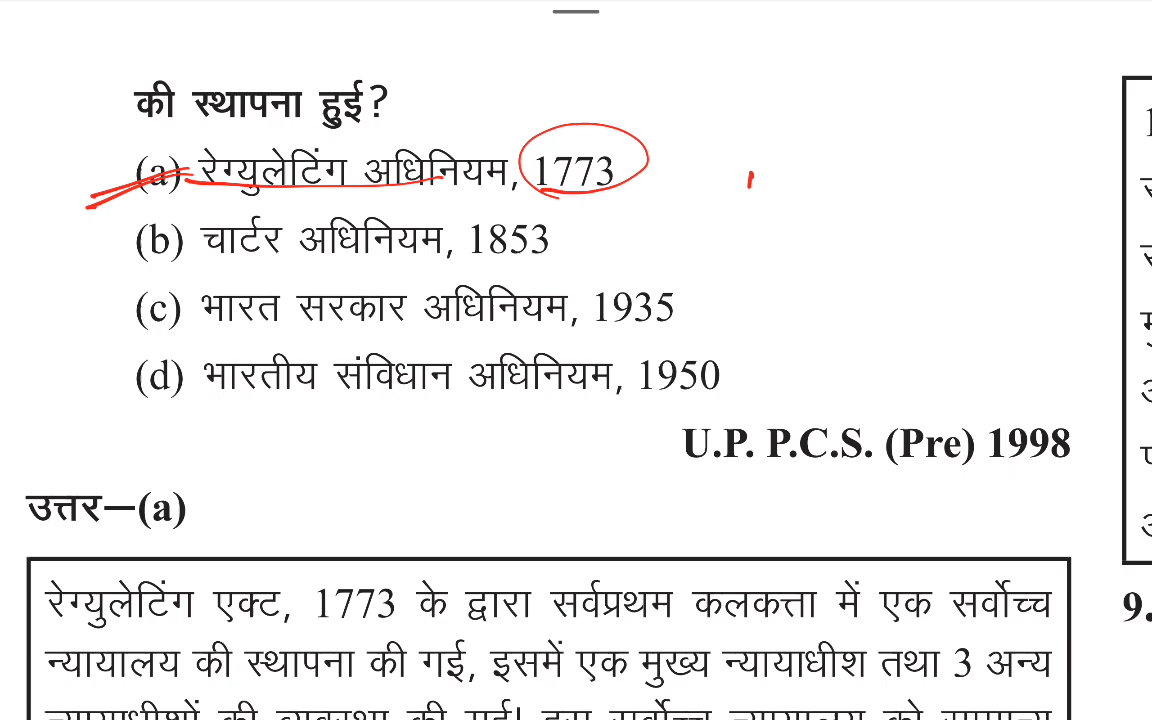 की स्थापना हुई?
(a) रेग्युलेटिंग अधिनियम, 1773
(b) चार्टर अधिनियम, 1853
(c) भारत सरकार अधिनियम, 1935
(d) भारतीय संविधान अधिनियम, 1950
U.P. P.C.S. (Pre) 1998
उत्तर—(a)
रेग्युलेटिंग एक्ट, 1773 के द्वारा सर्वप्रथम कलकत्ता में एक सर्वोच्च
न्यायालय की स्थापना की गई, इसमें एक मुख्य न्यायाधीश तथा 3 अन्य
9.